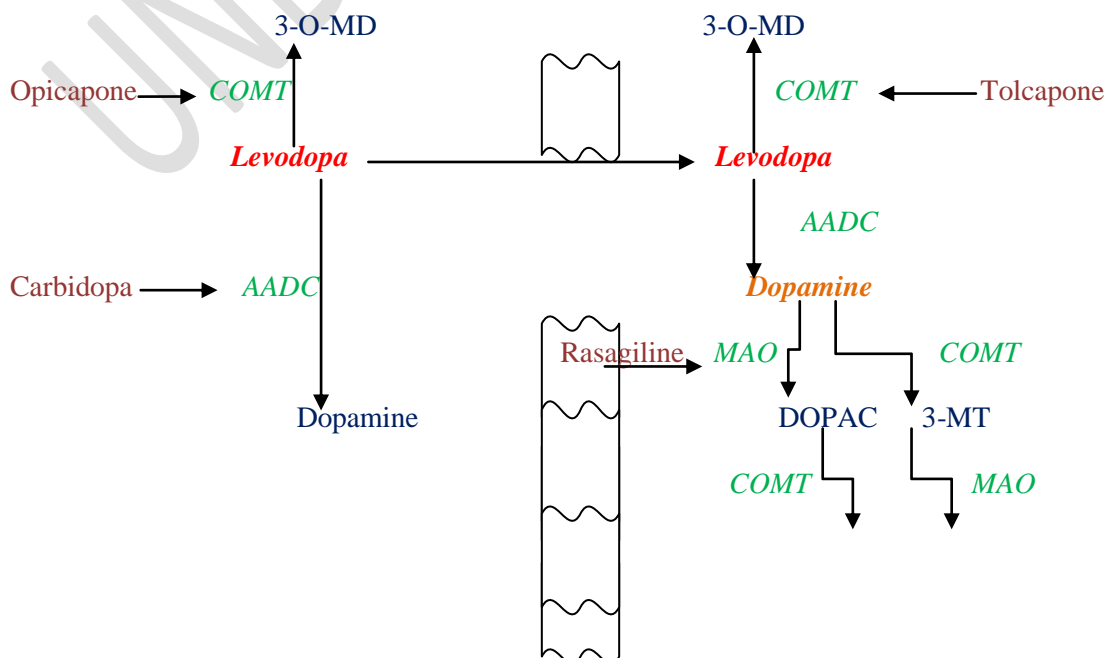 3-O-MD 3-O-MD
Opicapone COMT COMT Tolcapone
Levodopa Levodopa
AADC
Carbidopa AADC Dopamine
Rasagiline MAO COMT
Dopamine DOPAC 3-MT
COMT MAO